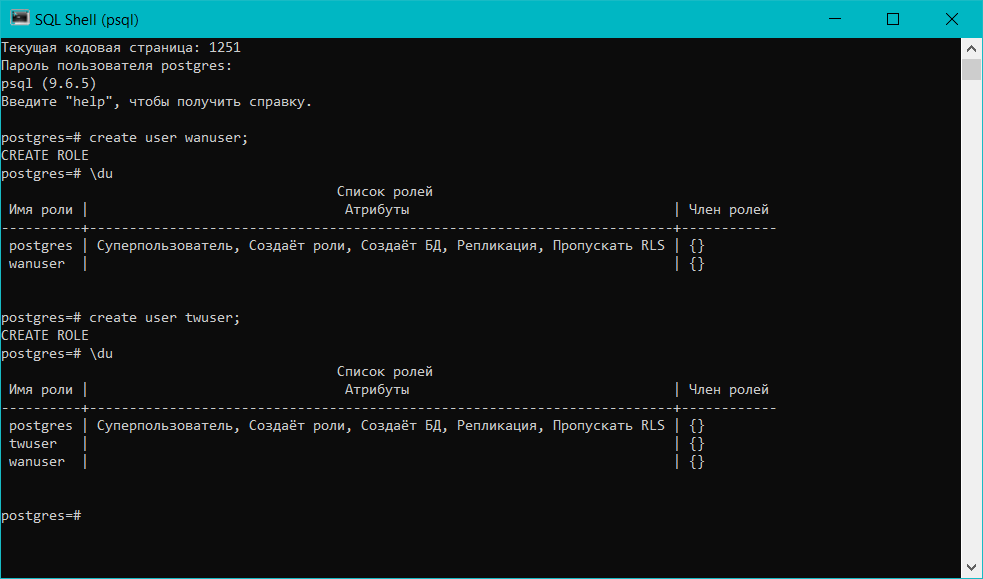 SQL Shell (psql)
Текущая кодовая страница: 1251
Пароль пользователя postgres:
psql (9.6.5)
Введите "help", чтобы получить справку.
postgres=# create user wanuser;
CREATE ROLE
postgres=# \du
Список ролей
Имя роли | Атрибуты | Член ролей
----------+------------------------------------------------------------------------+------------
postgres | Суперпользователь, Создаёт роли, Создаёт БД, Репликация, Пропускать RLS | {}
wanuser | | {}
postgres=# create user twuser;
CREATE ROLE
postgres=# \du
Список ролей
Имя роли | Атрибуты | Член ролей
----------+------------------------------------------------------------------------+------------
postgres | Суперпользователь, Создаёт роли, Создаёт БД, Репликация, Пропускать RLS | {}
twuser | | {}
wanuser | | {}
postgres=#